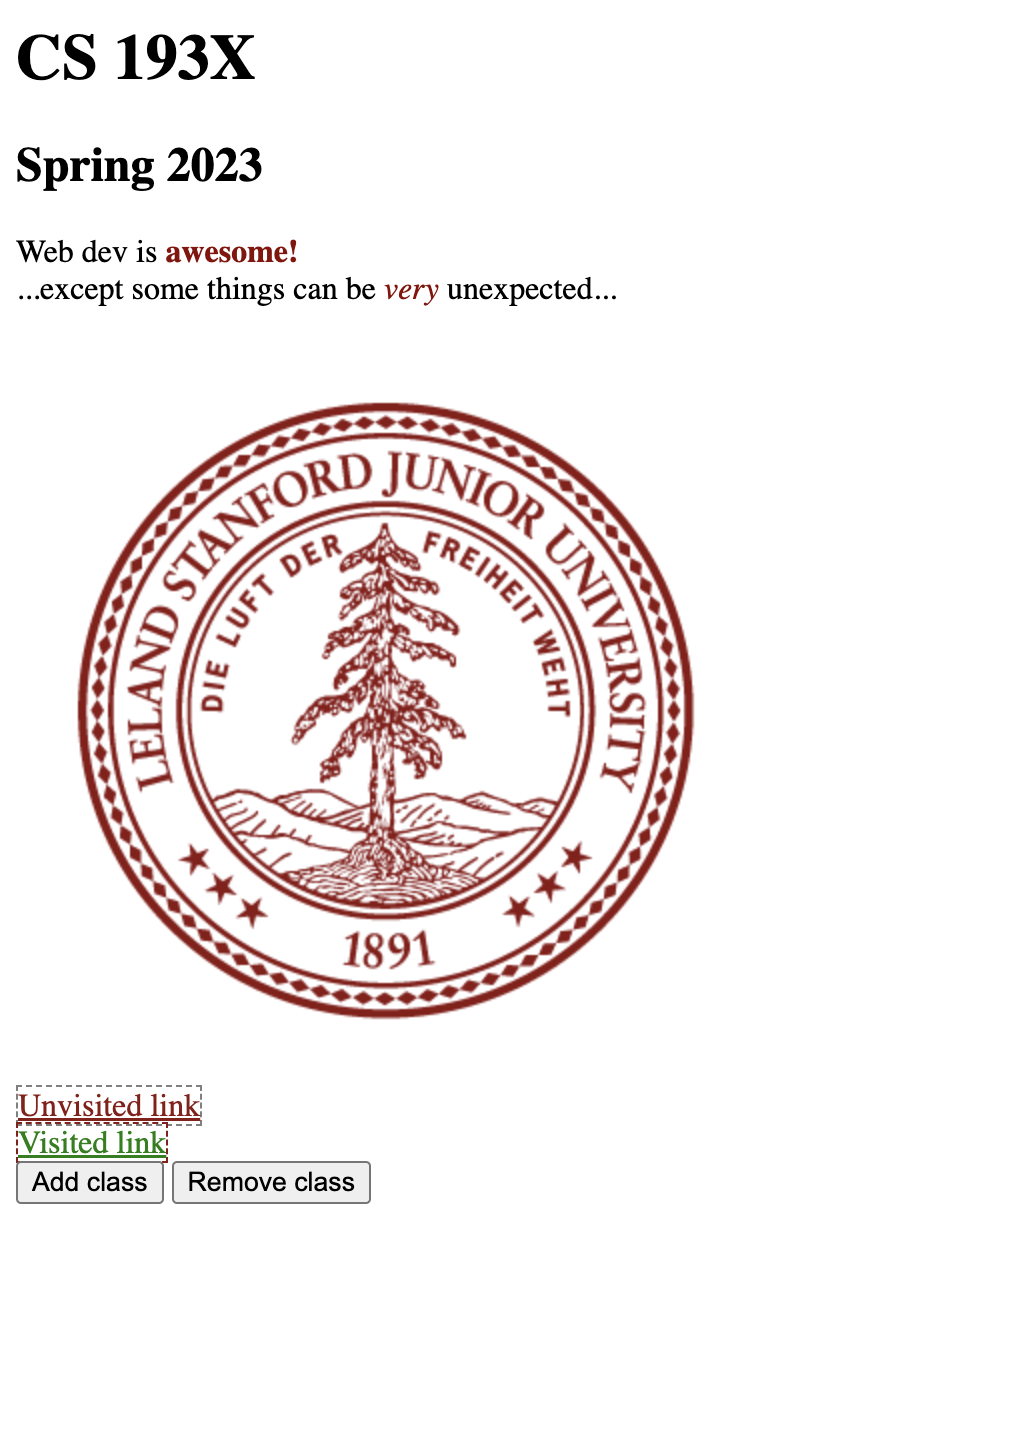 CS 193X
Spring 2023
Web dev is awesome!
...except some things can be very unexpected...
LELAND STANFORD JUNIOR UNIVERSITY
DIE LUFT DER FREIHEIT WEHT
1891
Unvisited link
Visited link
Add class Remove class